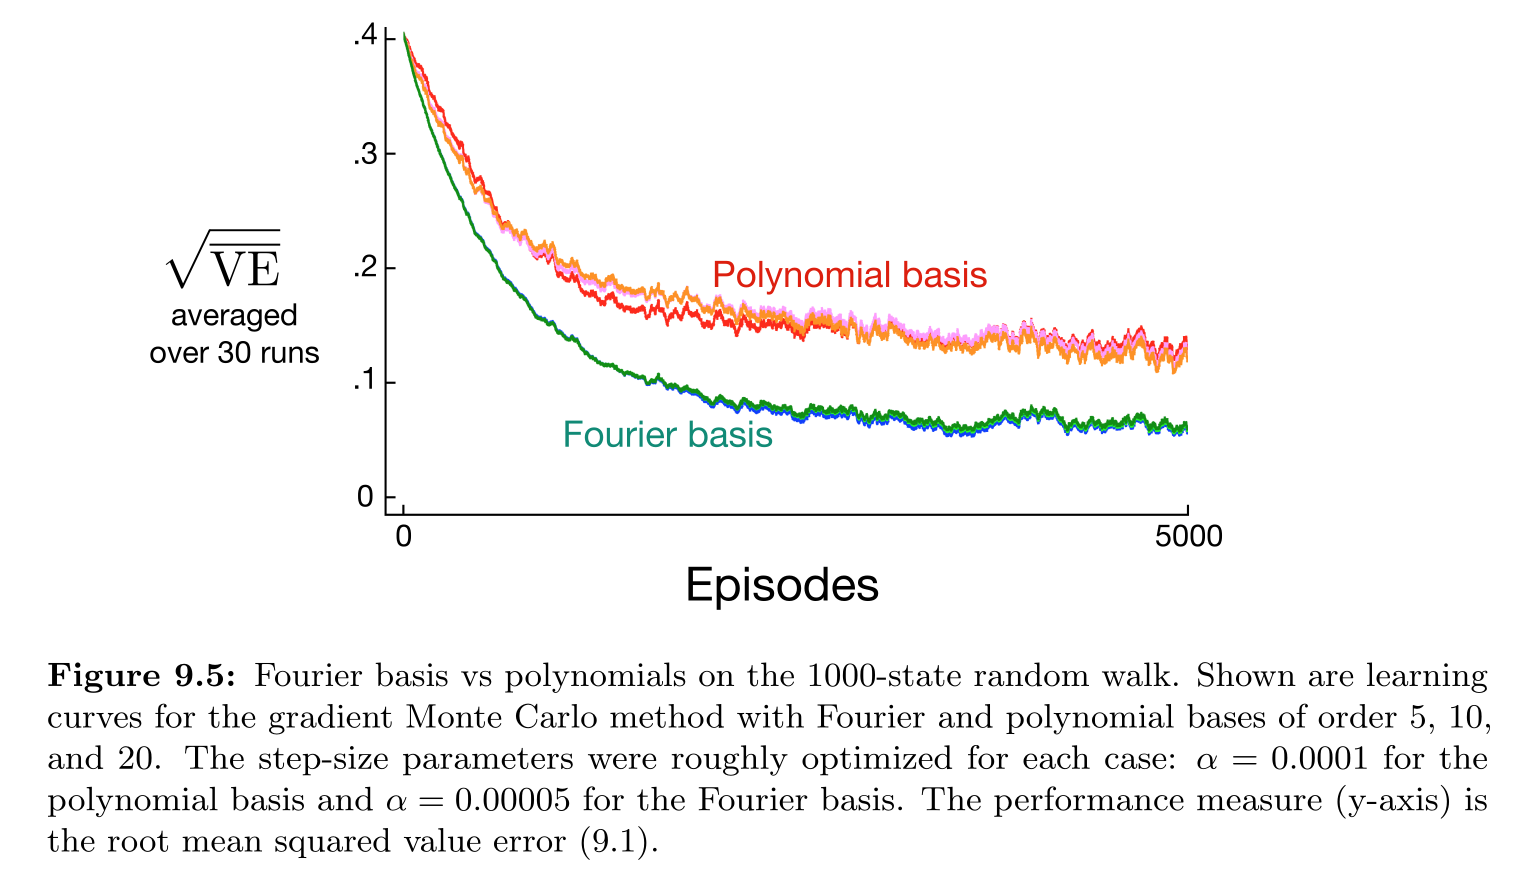 .4
.3
.2
.1
0
√VE
averaged
over 30 runs
Polynomial basis
Fourier basis
0
5000
Episodes
Figure 9.5: Fourier basis vs polynomials on the 1000-state random walk. Shown are learning
curves for the gradient Monte Carlo method with Fourier and polynomial bases of order 5, 10,
and 20. The step-size parameters were roughly optimized for each case: α = 0.0001 for the
polynomial basis and α = 0.00005 for the Fourier basis. The performance measure (y-axis) is
the root mean squared value error (9.1).